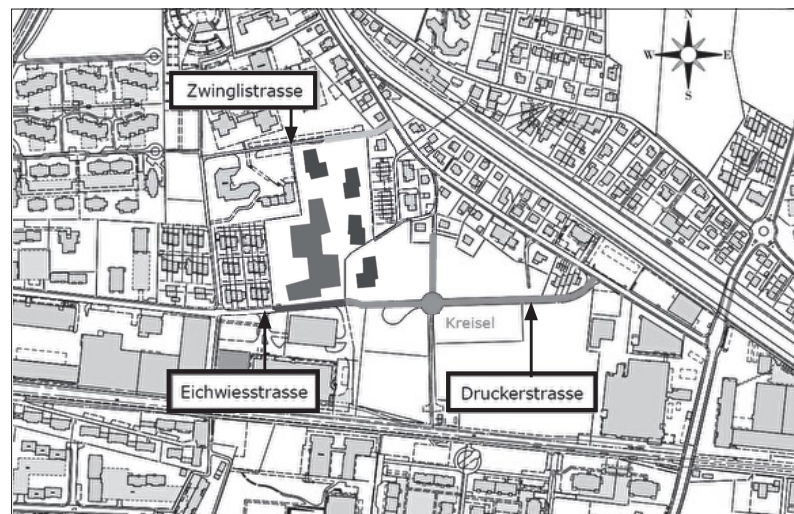 N
Zwinglistrasse
W
E
S
Kreisel
Eichwiesstrasse
Druckerstrasse